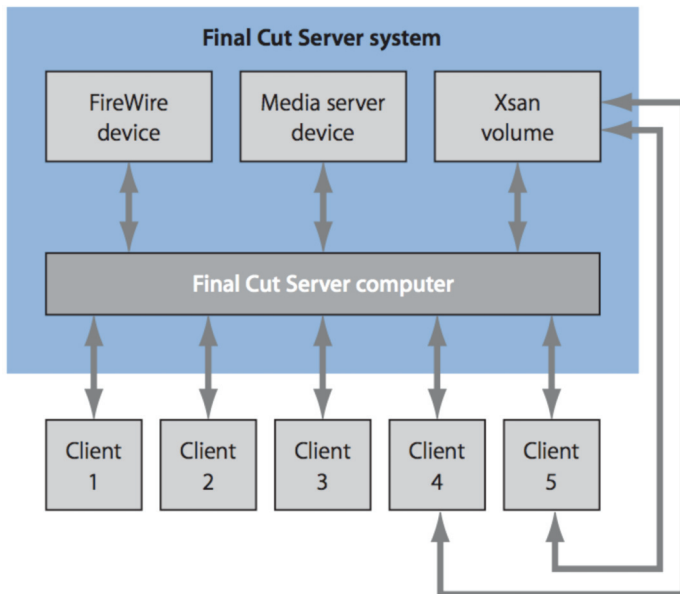 Final Cut Server system
FireWire
device
Media server
device
Xsan
volume
Final Cut Server computer
Client
1
Client
2
Client
3
Client
4
Client
5